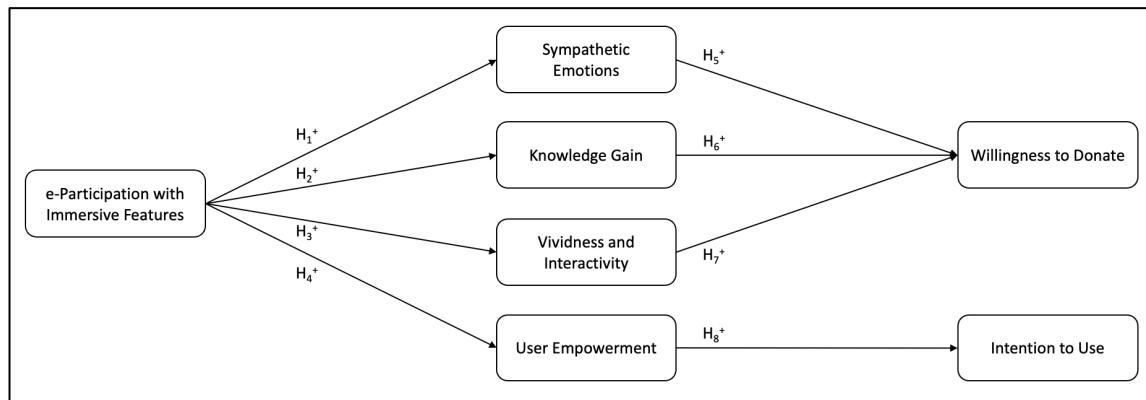 Sympathetic
Emotions
H₅⁺
H₁⁺
Knowledge Gain
H₆⁺
Willingness to Donate
H₂⁺
e-Participation with
Immersive Features
H₃⁺
Vividness and
Interactivity
H₇⁺
H₄⁺
User Empowerment
H₈⁺
Intention to Use